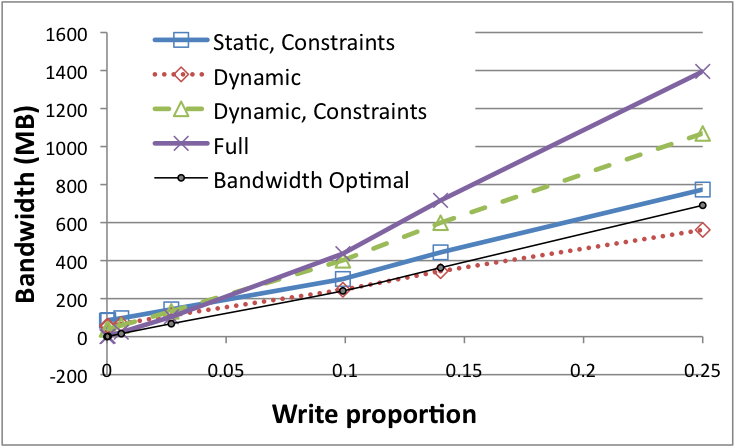 1600
1400
1200
1000
800
600
400
200
0
-200
Bandwidth (MB)
Static, Constraints
Dynamic
Dynamic, Constraints
Full
Bandwidth Optimal
0 0.05 0.1 0.15 0.2 0.25
Write proportion